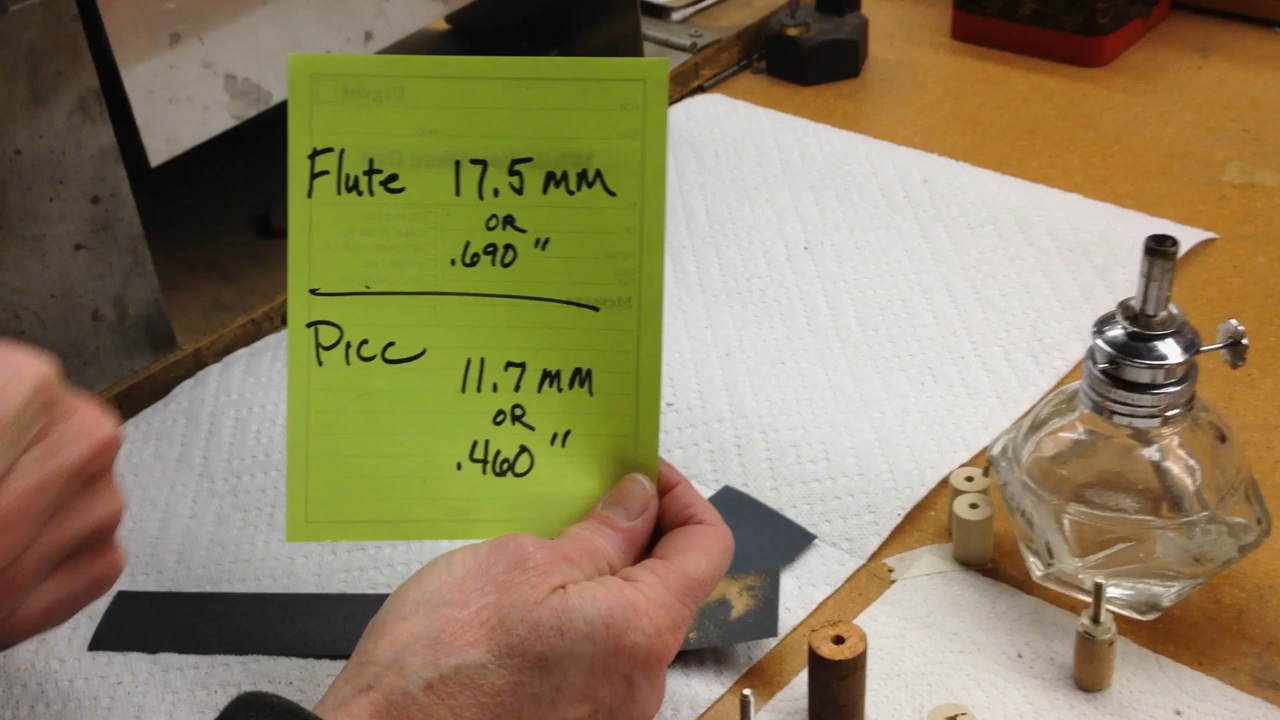 Flute 17.5 mm
OR
.690"
Picc
11.7 mm
OR
.460"